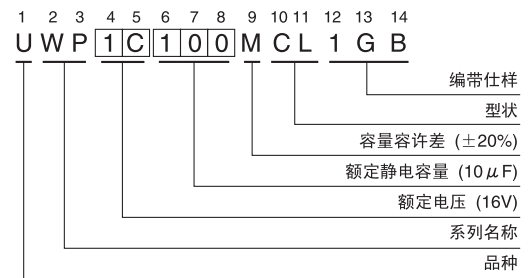 1 2 3 4 5 6 7 8 9 10 11 12 13 14
U W P 1 C 1 0 0 M C L 1 G B
编带仕样
型状
容量容许差 (±20%)
额定静电容量 (10μF)
额定电压 (16V)
系列名称
品种